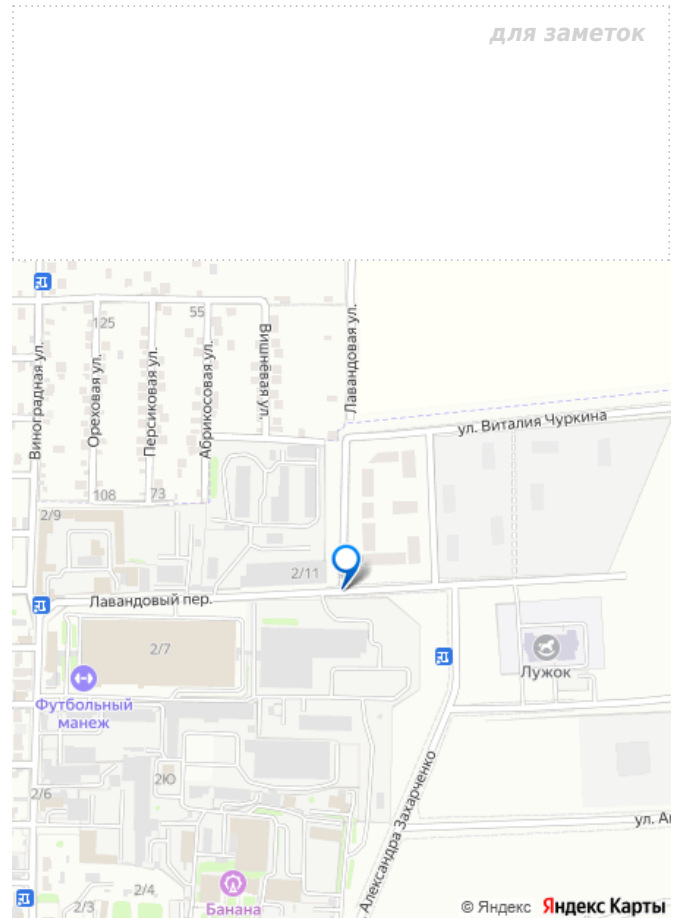 для заметок
Виноградная ул.
125
Ореховая ул.
Персиковая ул.
55
Абрикосовая ул.
Вишнёвая ул.
Лавандовая ул.
ул. Виталия Чуркина
108
73
2/9
2/11
Лавандовый пер.
2/7
Футбольный
манеж
Лужок
2Ю
2/6
Александра Захарченко
ул. Ак
2/4
2/3
Банана
© Яндекс Яндекс Карты